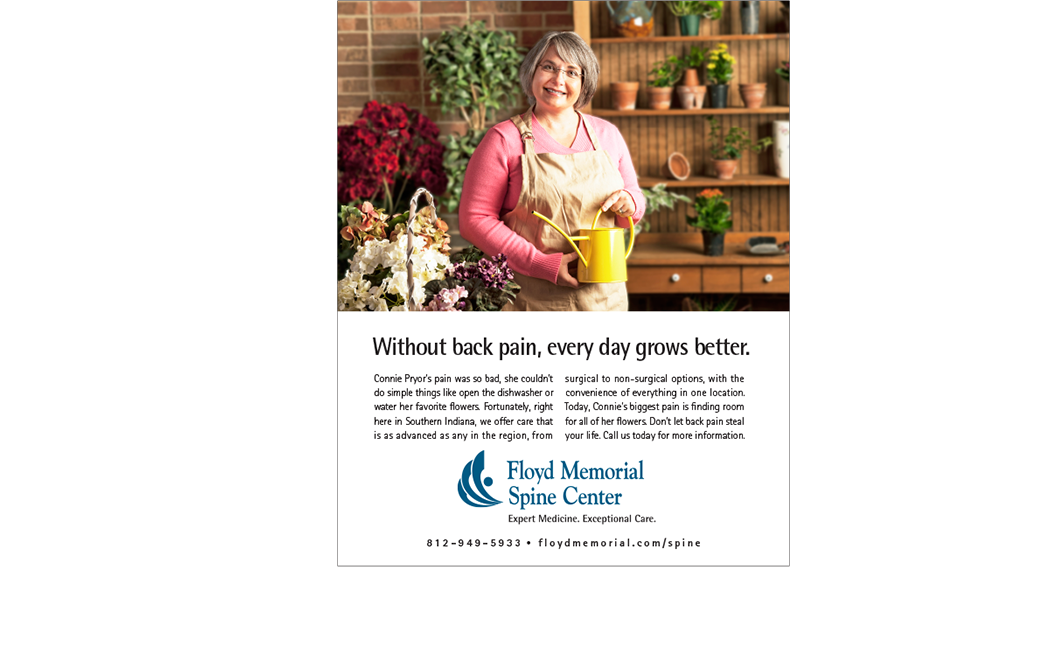 Without back pain, every day grows better.
Connie Pryor's pain was so bad, she couldn't
do simple things like open the dishwasher or
water her favorite flowers. Fortunately, right
here in Southern Indiana, we offer care that
is as advanced as any in the region, from
surgical to non-surgical options, with the
convenience of everything in one location.
Today, Connie's biggest pain is finding room
for all of her flowers. Don't let back pain steal
your life. Call us today for more information.
Floyd Memorial
Spine Center
Expert Medicine. Exceptional Care.
812-949-5933 • floydmemorial.com/spine